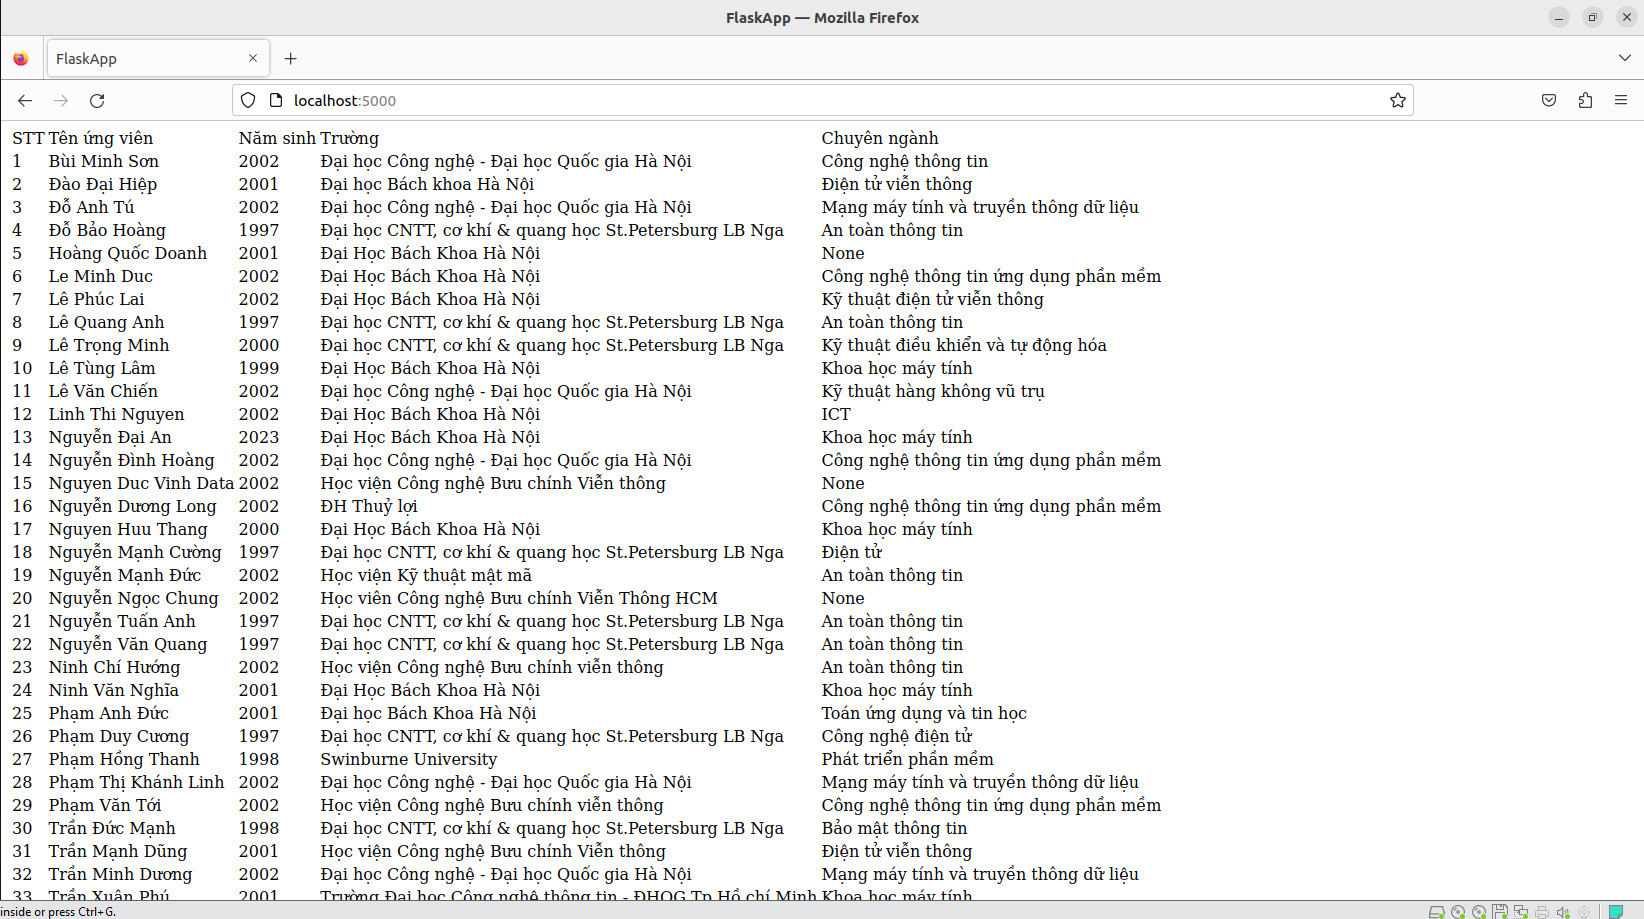 FlaskApp — Mozilla Firefox
FlaskApp
localhost:5000
STT Tên ứng viên Năm sinh Trường Chuyên ngành
1 Bùi Minh Sơn 2002 Đại học Công nghệ - Đại học Quốc gia Hà Nội Công nghệ thông tin
2 Đào Đại Hiệp 2001 Đại học Bách khoa Hà Nội Điện tử viễn thông
3 Đỗ Anh Tú 2002 Đại học Công nghệ - Đại học Quốc gia Hà Nội Mạng máy tính và truyền thông dữ liệu
4 Đỗ Bảo Hoàng 1997 Đại học CNTT, cơ khí & quang học St.Petersburg LB Nga An toàn thông tin
5 Hoàng Quốc Doanh 2001 Đại Học Bách Khoa Hà Nội None
6 Le Minh Duc 2002 Đại Học Bách Khoa Hà Nội Công nghệ thông tin ứng dụng phần mềm
7 Lê Phúc Lai 2002 Đại Học Bách Khoa Hà Nội Kỹ thuật điện tử viễn thông
8 Lê Quang Anh 1997 Đại học CNTT, cơ khí & quang học St.Petersburg LB Nga An toàn thông tin
9 Lê Trọng Minh 2000 Đại học CNTT, cơ khí & quang học St.Petersburg LB Nga Kỹ thuật điều khiển và tự động hóa
10 Lê Tùng Lâm 1999 Đại Học Bách Khoa Hà Nội Khoa học máy tính
11 Lê Văn Chiến 2002 Đại học Công nghệ - Đại học Quốc gia Hà Nội Kỹ thuật hàng không vũ trụ
12 Linh Thi Nguyen 2002 Đại Học Bách Khoa Hà Nội ICT
13 Nguyễn Đại An 2023 Đại Học Bách Khoa Hà Nội Khoa học máy tính
14 Nguyễn Đình Hoàng 2002 Đại học Công nghệ - Đại học Quốc gia Hà Nội Công nghệ thông tin ứng dụng phần mềm
15 Nguyen Duc Vinh Data 2002 Học viện Công nghệ Bưu chính Viễn thông None
16 Nguyễn Dương Long 2002 ĐH Thuỷ lợi Công nghệ thông tin ứng dụng phần mềm
17 Nguyen Huu Thang 2000 Đại Học Bách Khoa Hà Nội Khoa học máy tính
18 Nguyễn Mạnh Cường 1997 Đại học CNTT, cơ khí & quang học St.Petersburg LB Nga Điện tử
19 Nguyễn Mạnh Đức 2002 Học viện Kỹ thuật mật mã An toàn thông tin
20 Nguyễn Ngọc Chung 2002 Học viên Công nghệ Bưu chính Viễn Thông HCM None
21 Nguyễn Tuấn Anh 1997 Đại học CNTT, cơ khí & quang học St.Petersburg LB Nga An toàn thông tin
22 Nguyễn Văn Quang 1997 Đại học CNTT, cơ khí & quang học St.Petersburg LB Nga An toàn thông tin
23 Ninh Chí Hướng 2002 Học viện Công nghệ Bưu chính viễn thông An toàn thông tin
24 Ninh Văn Nghĩa 2001 Đại Học Bách Khoa Hà Nội Khoa học máy tính
25 Phạm Anh Đức 2001 Đại học Bách Khoa Hà Nội Toán ứng dụng và tin học
26 Phạm Duy Cương 1997 Đại học CNTT, cơ khí & quang học St.Petersburg LB Nga Công nghệ điện tử
27 Phạm Hồng Thanh 1998 Swinburne University Phát triển phần mềm
28 Phạm Thị Khánh Linh 2002 Đại học Công nghệ - Đại học Quốc gia Hà Nội Mạng máy tính và truyền thông dữ liệu
29 Phạm Văn Tới 2002 Học viện Công nghệ Bưu chính viễn thông Công nghệ thông tin ứng dụng phần mềm
30 Trần Đức Mạnh 1998 Đại học CNTT, cơ khí & quang học St.Petersburg LB Nga Bảo mật thông tin
31 Trần Mạnh Dũng 2001 Học viện Công nghệ Bưu chính Viễn thông Điện tử viễn thông
32 Trần Minh Dương 2002 Đại học Công nghệ - Đại học Quốc gia Hà Nội Mạng máy tính và truyền thông dữ liệu
33 Trần Xuân Phú 2001 Trường Đại học Công nghệ thông tin - ĐHQG Tp Hồ chí Minh Khoa học máy tính
inside or press Ctrl+G.